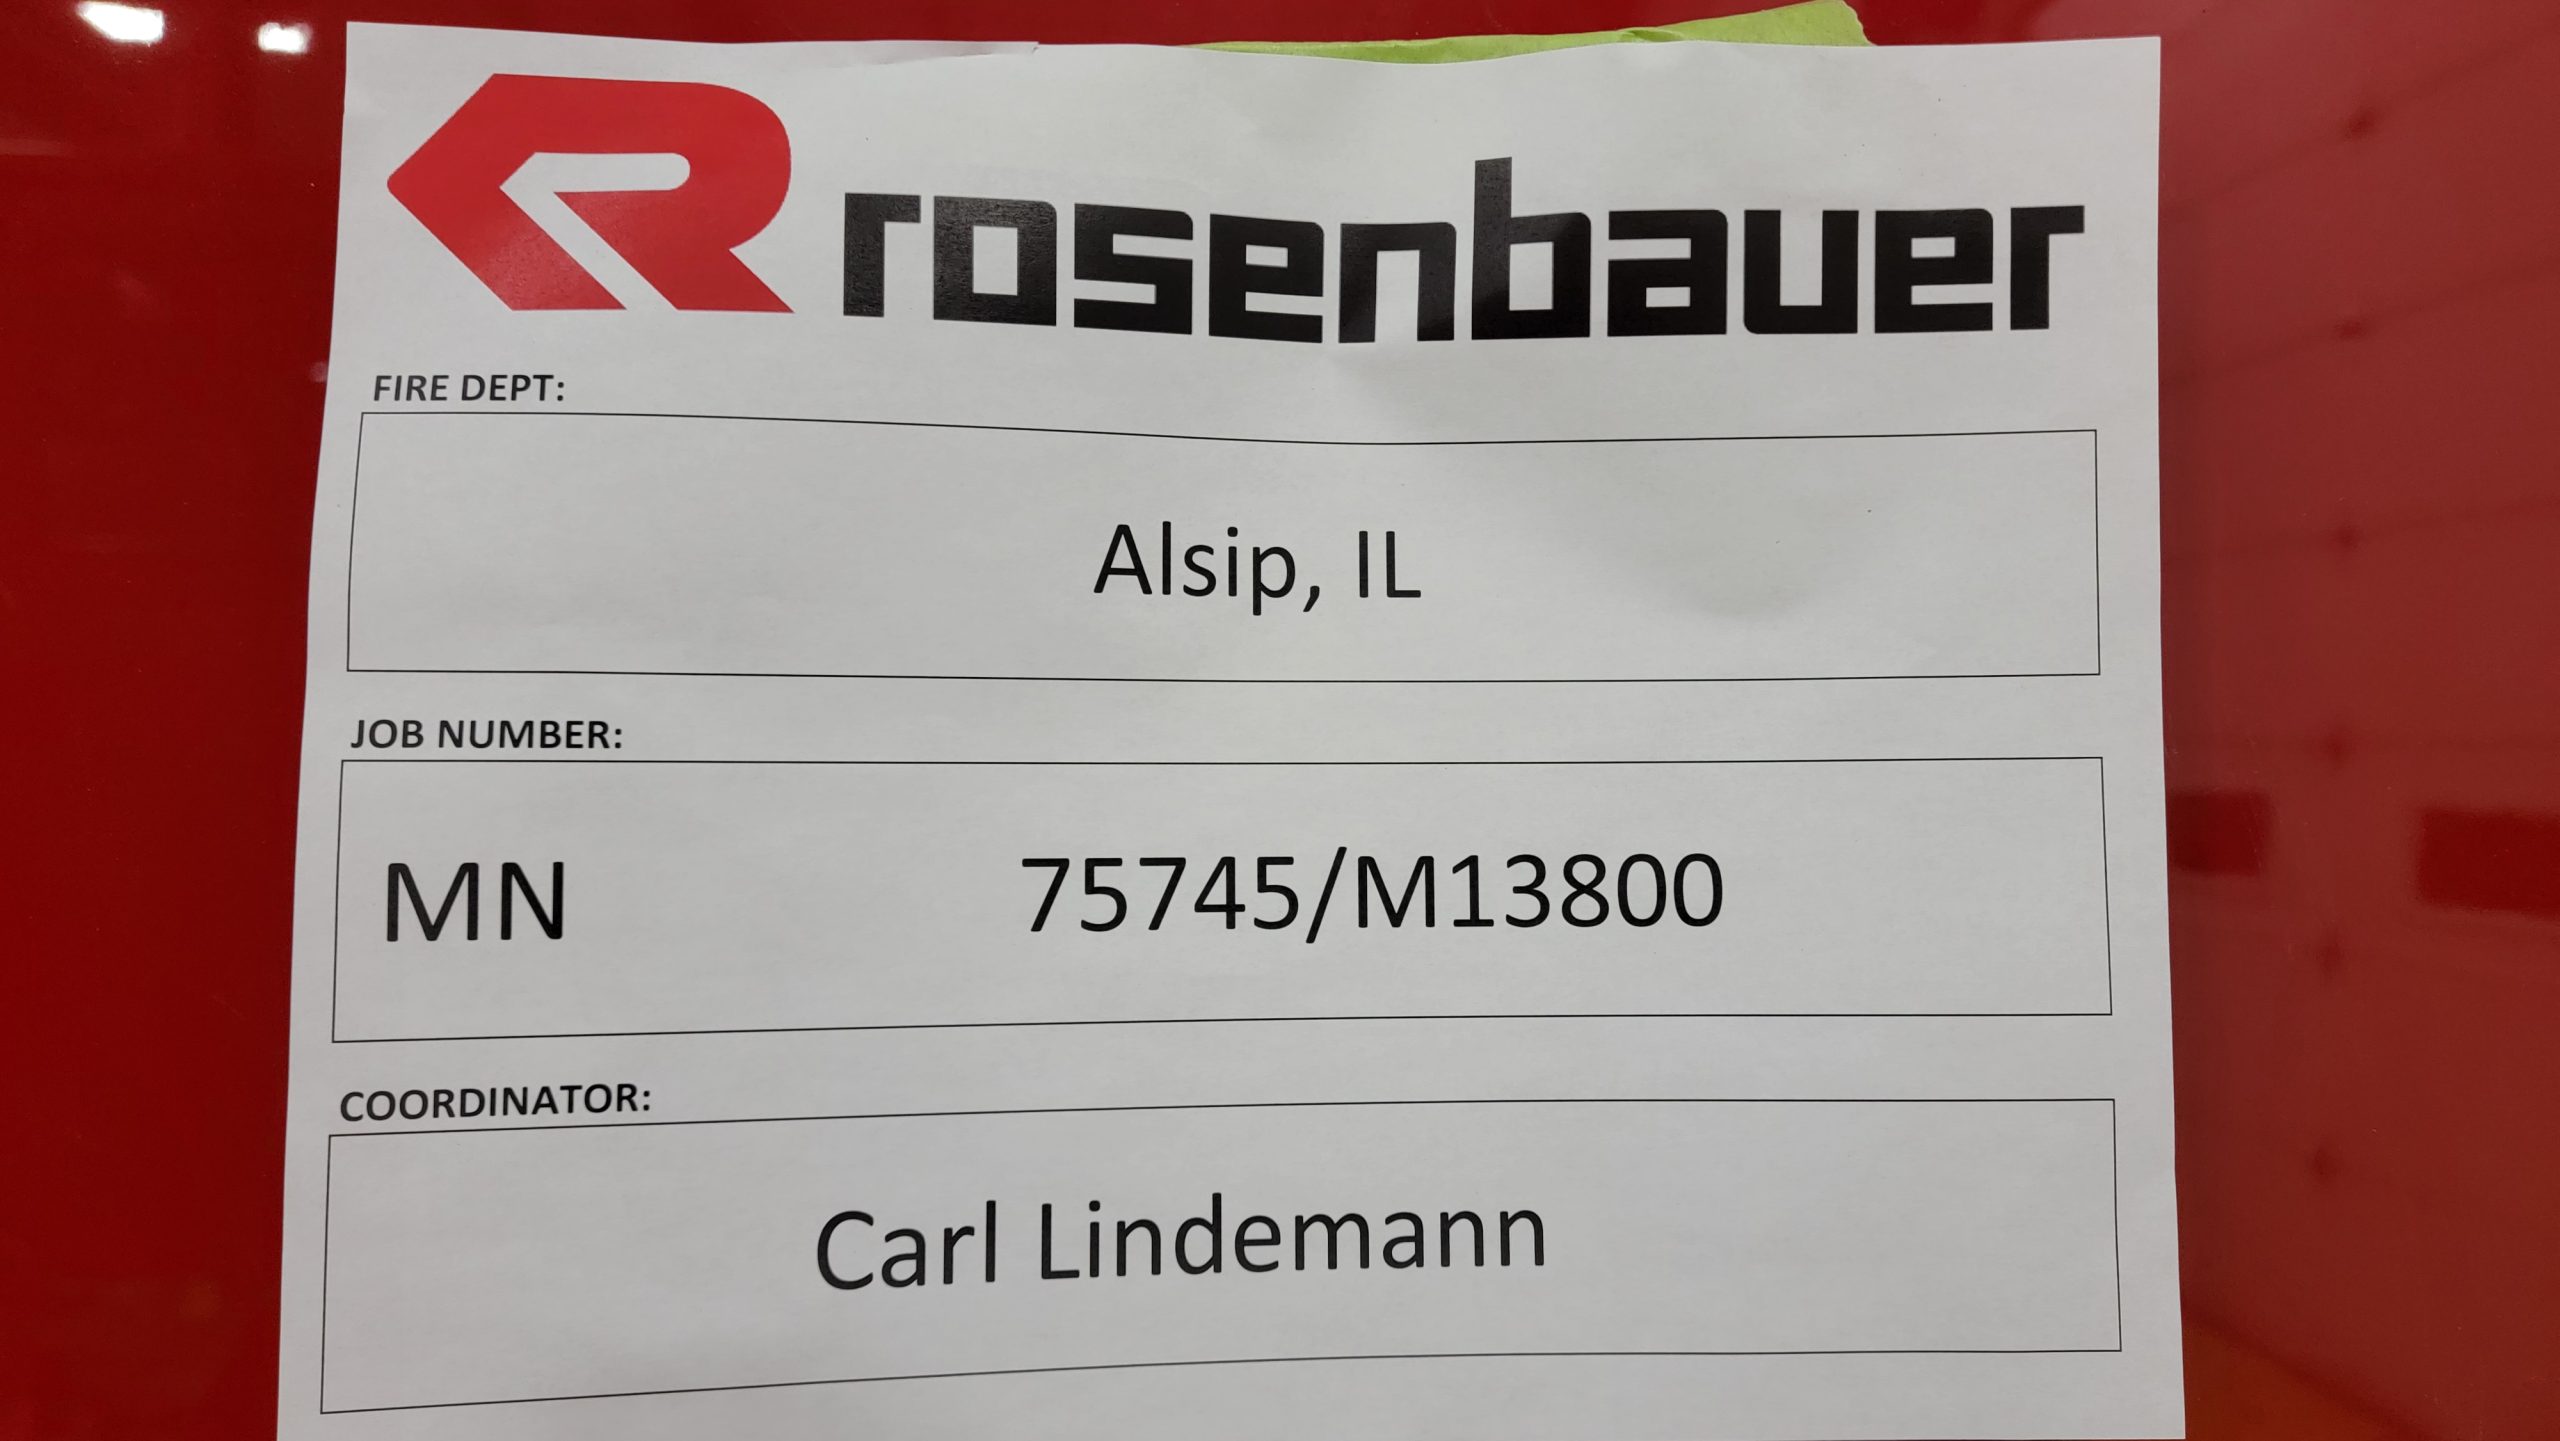 rosenbauer
FIRE DEPT:
Alsip, IL
JOB NUMBER:
MN 75745/M13800
COORDINATOR:
Carl Lindemann